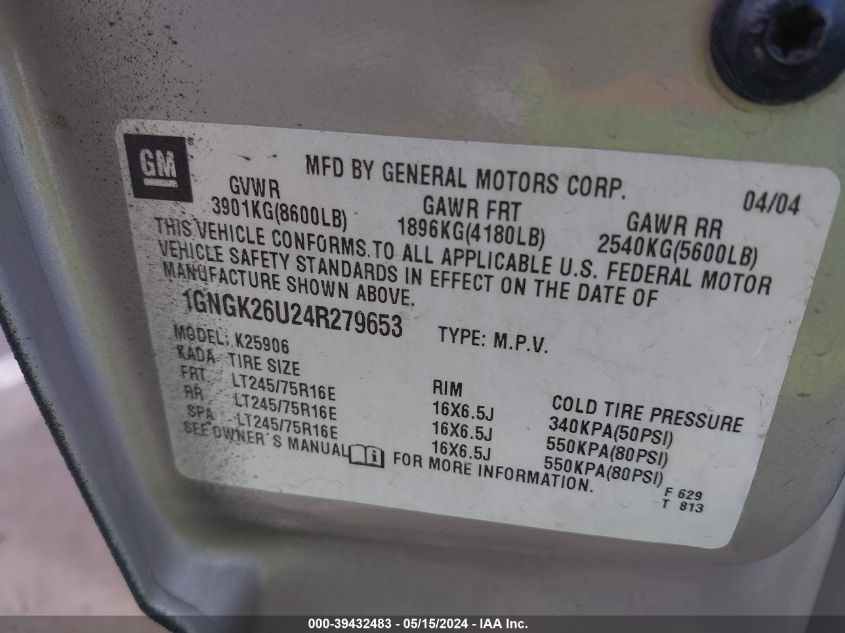 GM
MFD BY GENERAL MOTORS CORP. 04/04
GVWR GAWR FRT GAWR RR
3901KG(8600LB) 1896KG(4180LB) 2540KG(5600LB)
THIS VEHICLE CONFORMS TO ALL APPLICABLE U.S. FEDERAL MOTOR
VEHICLE SAFETY STANDARDS IN EFFECT ON THE DATE OF
MANUFACTURE SHOWN ABOVE.
1GNGK26U24R279653 TYPE: M.P.V.
MODEL: K25906
KADA TIRE SIZE RIM COLD TIRE PRESSURE
FRT LT245/75R16E 16X6.5J 340KPA(50PSI)
RR LT245/75R16E 16X6.5J 550KPA(80PSI)
SPA LT245/75R16E 16X6.5J 550KPA(80PSI)
SEE OWNER'S MANUAL FOR MORE INFORMATION.
F 629
T 813
000-39432483 - 05/15/2024 - IAA Inc.